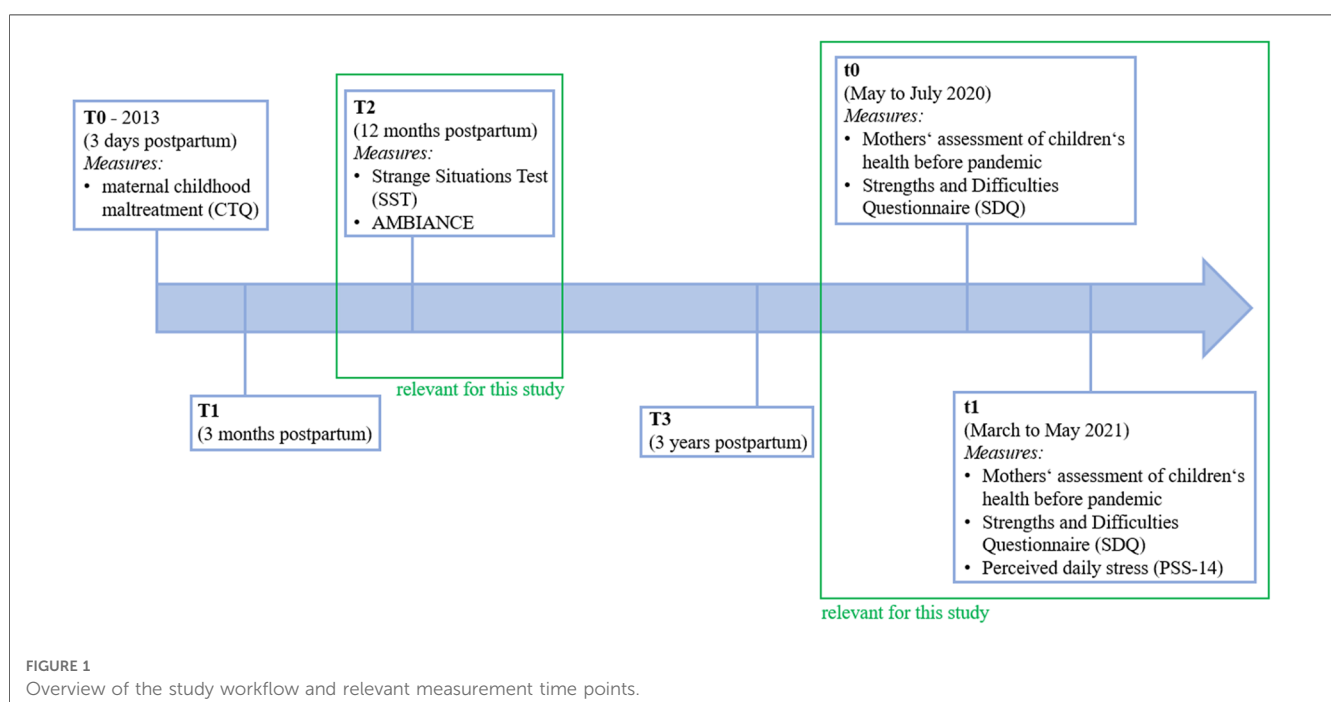 T0 - 2013
(3 days postpartum)
Measures:
• maternal childhood
maltreatment (CTQ)
T2
(12 months postpartum)
Measures:
• Strange Situations Test
(SST)
• AMBIANCE
t0
(May to July 2020)
Measures:
• Mothers‘ assessment of children‘s
health before pandemic
• Strengths and Difficulties
Questionnaire (SDQ)
T1
(3 months postpartum)
relevant for this study
T3
(3 years postpartum)
t1
(March to May 2021)
Measures:
• Mothers‘ assessment of children‘s
health before pandemic
• Strengths and Difficulties
Questionnaire (SDQ)
• Perceived daily stress (PSS-14)
relevant for this study
FIGURE 1
Overview of the study workflow and relevant measurement time points.